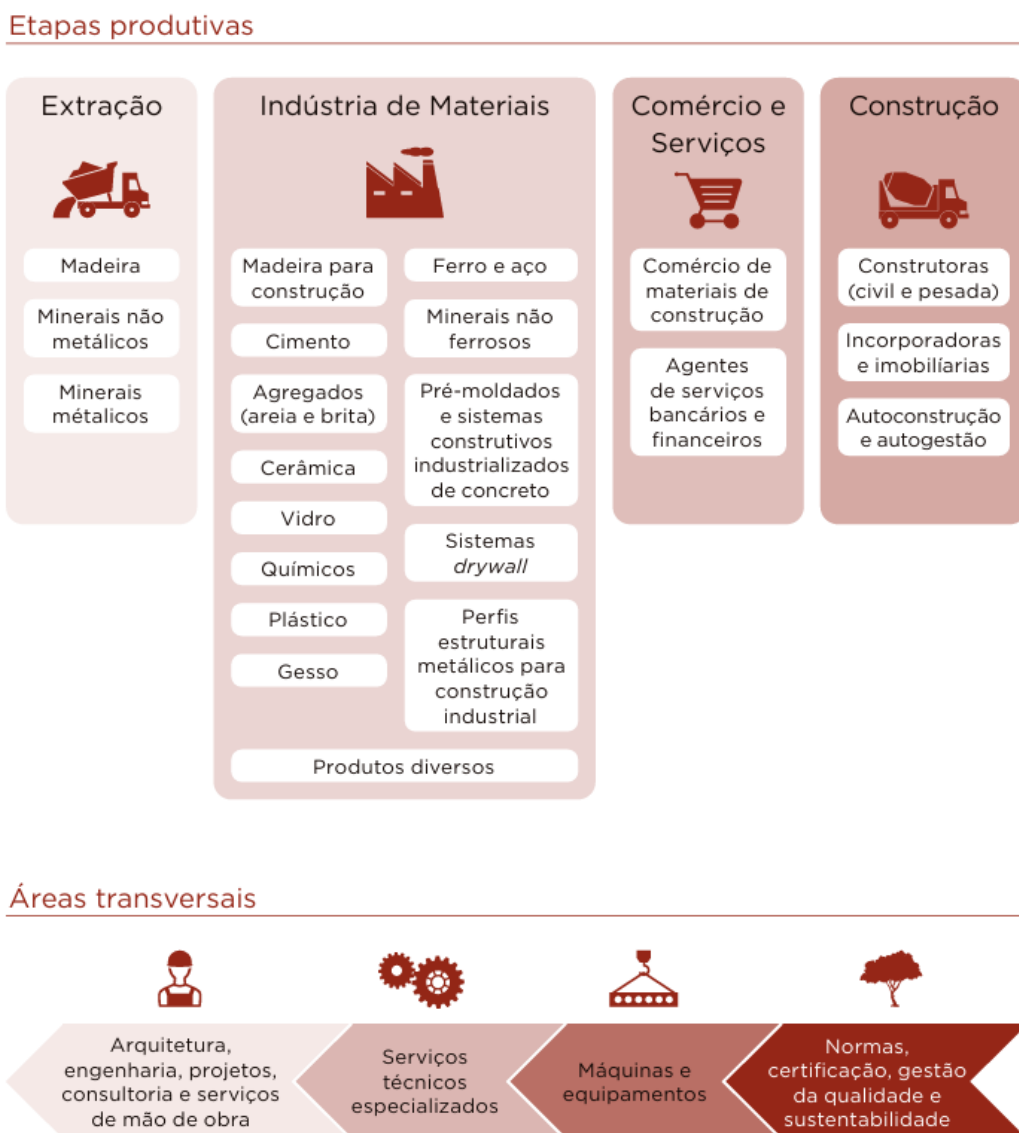 Etapas produtivas
Extração
Madeira
Minerais não
metálicos
Minerais
métalicos
Indústria de Materiais
Madeira para
construção
Cimento
Agregados
(areia e brita)
Cerâmica
Vidro
Químicos
Plástico
Gesso
Ferro e aço
Minerais não
ferrosos
Pré-moldados
e sistemas
construtivos
industrializados
de concreto
Sistemas
drywall
Perfis
estruturais
metálicos para
construção
industrial
Produtos diversos
Comércio e
Serviços
Comércio de
materiais de
construção
Agentes
de serviços
bancários e
financeiros
Construção
Construtoras
(civil e pesada)
Incorporadoras
e imobilíarias
Autoconstrução
e autogestão
Áreas transversais
Arquitetura,
engenharia, projetos,
consultoria e serviços
de mão de obra
Serviços
técnicos
especializados
Máquinas e
equipamentos
Normas,
certificação, gestão
da qualidade e
sustentabilidade